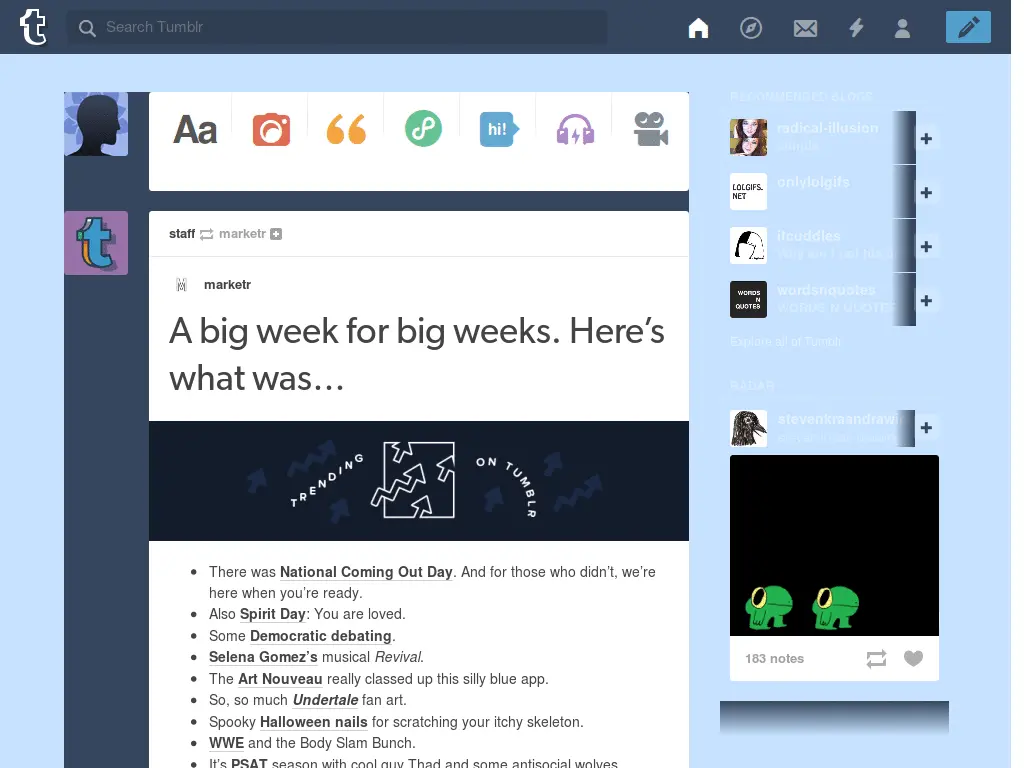 Search Tumblr
Aa
hi!
RECOMMENDED BLOGS
radical-illusion
onlylolgifs
LOLGIFS.
NET
itcuddles
wordsnquotes
WORDS N QUOTES
WORDS
N
QUOTES
Explore all of Tumblr
RADAR
183 notes
staff marketr
marketr
A big week for big weeks. Here’s
what was...
TRENDING ON TUMBLR
There was National Coming Out Day. And for those who didn’t, we’re
here when you’re ready.
Also Spirit Day: You are loved.
Some Democratic debating.
Selena Gomez’s musical Revival.
The Art Nouveau really classed up this silly blue app.
So, so much Undertale fan art.
Spooky Halloween nails for scratching your itchy skeleton.
WWE and the Body Slam Bunch.
It’s PSAT season with cool guy Thad and some antisocial wolves.